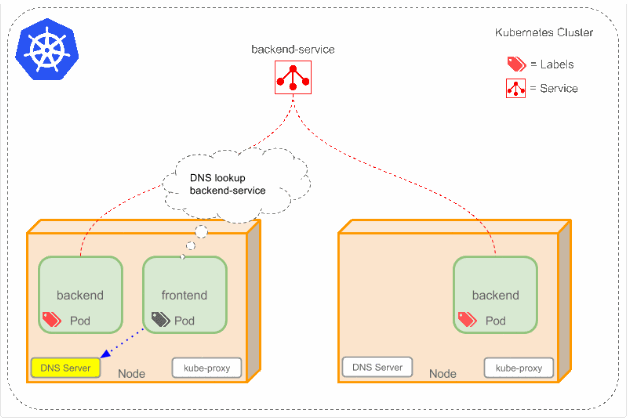 Kubernetes Cluster
backend-service
= Labels
= Service
DNS lookup
backend-service
backend
Pod
frontend
Pod
DNS Server
Node
kube-proxy
backend
Pod
DNS Server
Node
kube-proxy